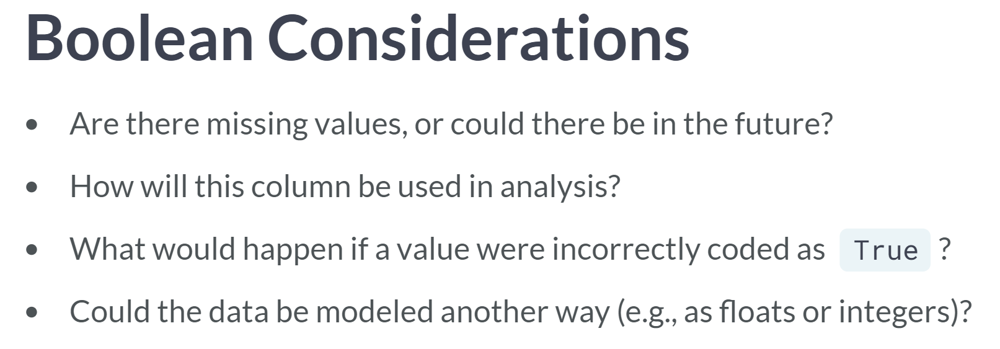 Boolean Considerations
• Are there missing values, or could there be in the future?
• How will this column be used in analysis?
• What would happen if a value were incorrectly coded as True ?
• Could the data be modeled another way (e.g., as floats or integers)?